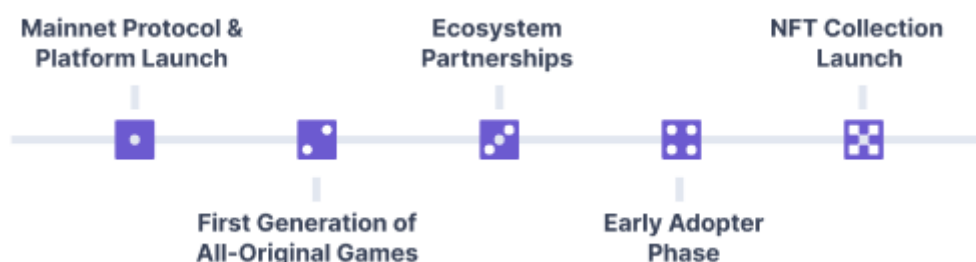 Mainnet Protocol &
Platform Launch
First Generation of
All-Original Games
Ecosystem
Partnerships
Early Adopter
Phase
NFT Collection
Launch